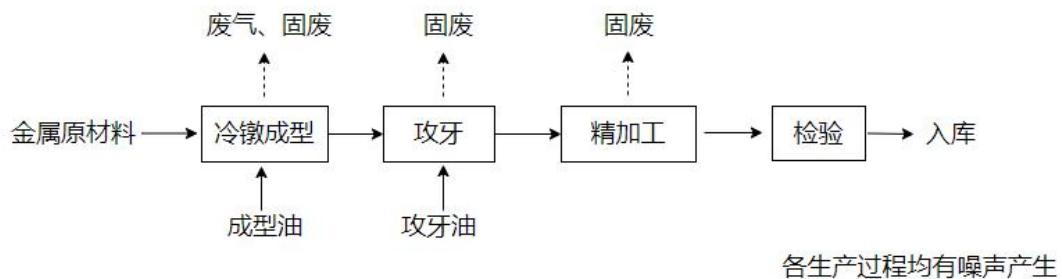 废气、固废
固废
固废
金属原材料
冷镦成型
攻牙
精加工
检验
入库
成型油
攻牙油
各生产过程均有噪声产生